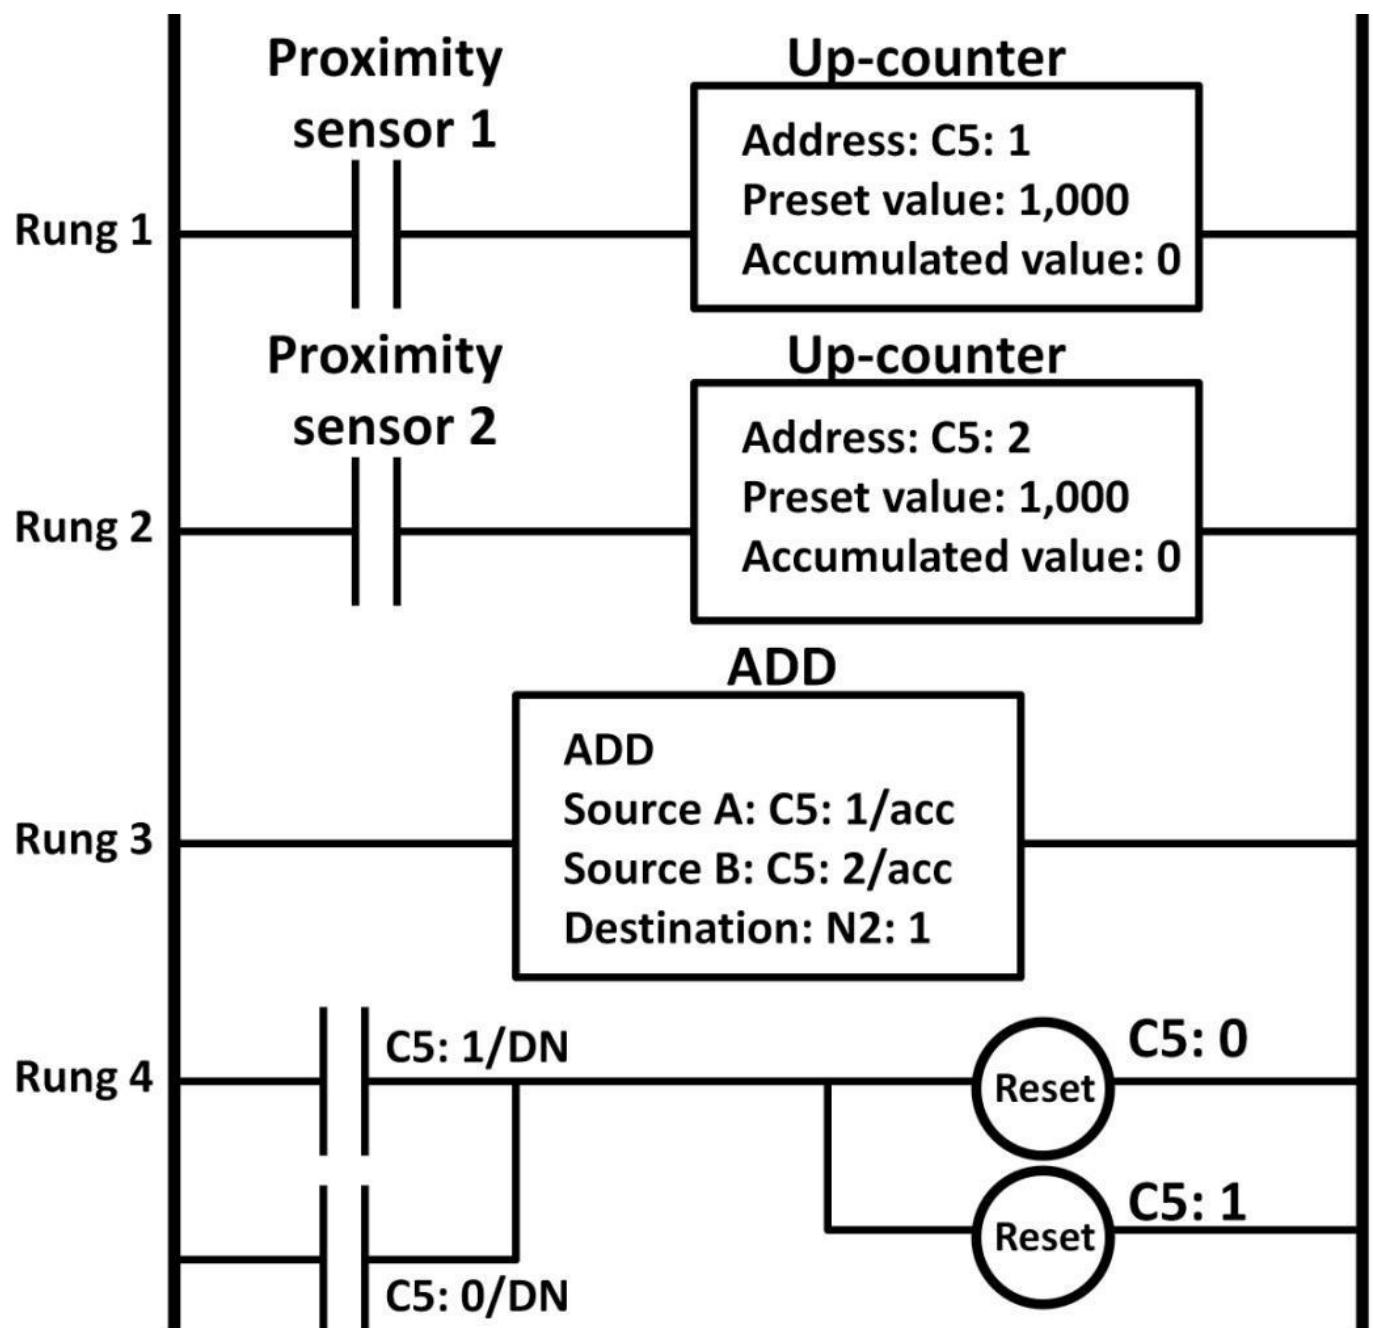 Proximity
sensor 1
Up-counter
Address: C5: 1
Preset value: 1,000
Accumulated value: 0
Rung 1
Proximity
sensor 2
Up-counter
Address: C5: 2
Preset value: 1,000
Accumulated value: 0
Rung 2
ADD
ADD
Source A: C5: 1/acc
Source B: C5: 2/acc
Destination: N2: 1
Rung 3
C5: 1/DN
C5: 0
Rung 4
Reset
C5: 1
Reset
C5: 0/DN